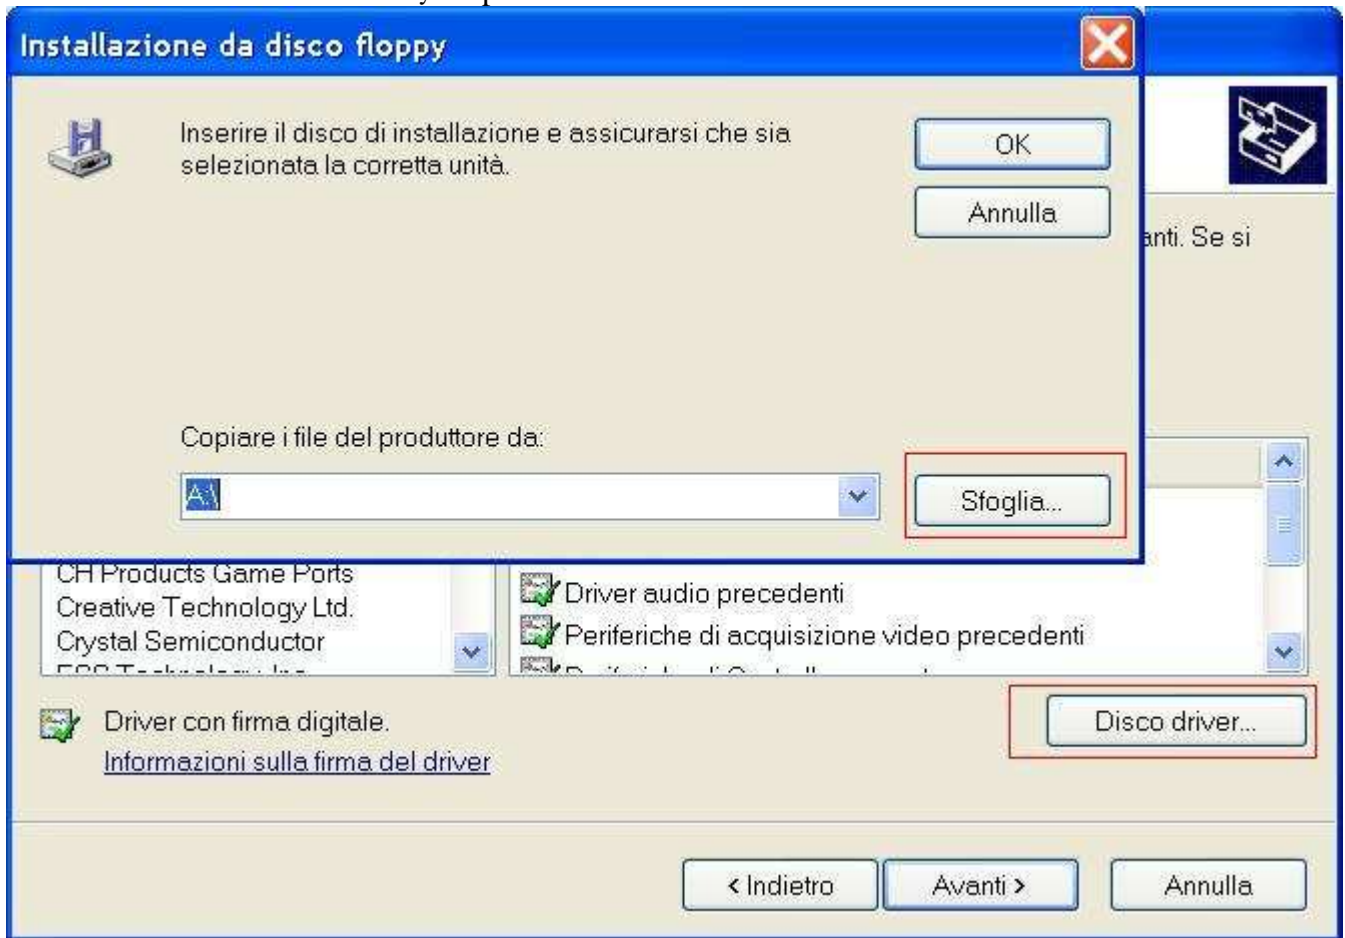 Installazione da disco floppy
Inserire il disco di installazione e assicurarsi che sia
selezionata la corretta unità.
OK
Annulla
anti. Se si
Copiare i file del produttore da:
A:\
Sfoglia...
CH Products Game Ports
Creative Technology Ltd.
Crystal Semiconductor
Driver audio precedenti
Periferiche di acquisizione video precedenti
Driver con firma digitale.
Informazioni sulla firma del driver
Disco driver...
< Indietro
Avanti >
Annulla